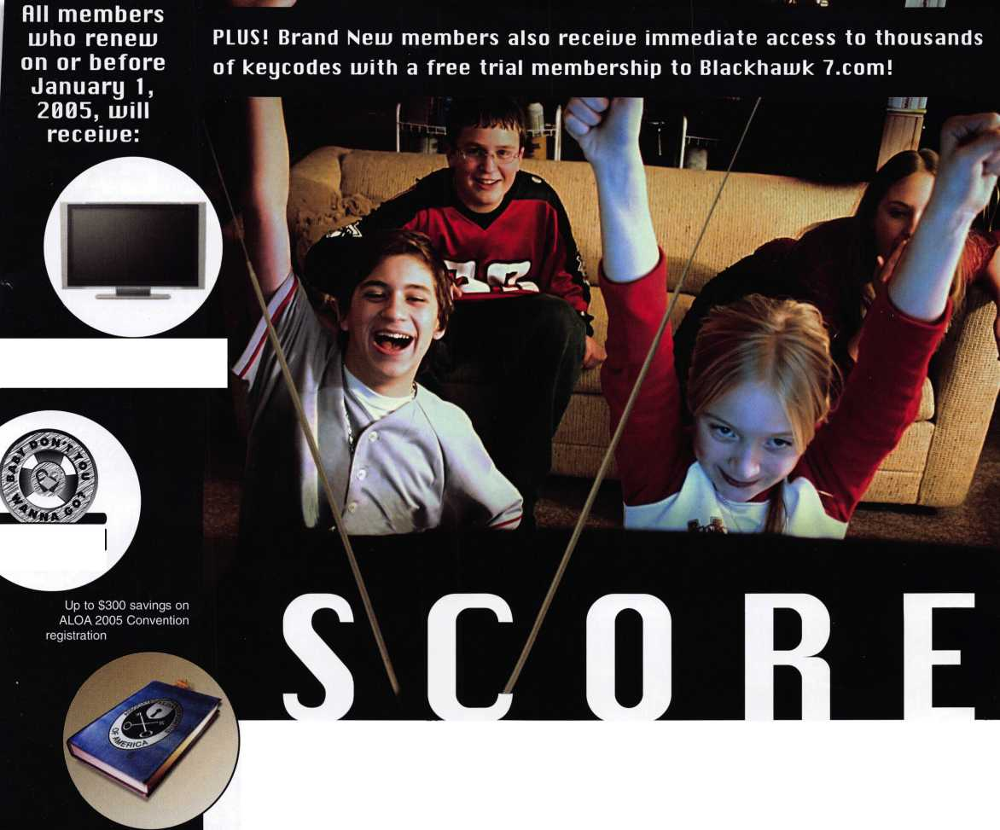 All members
who renew
on or before
January 1,
2005, will
receive:
PLUS! Brand New members also receive immediate access to thousands
of keycodes with a free trial membership to Blackhawk 7.com!
BABY DON'T YOU
WANNA GO?
Up to $300 savings on
ALOA 2005 Convention
registration
OF AMERICA
SCORE